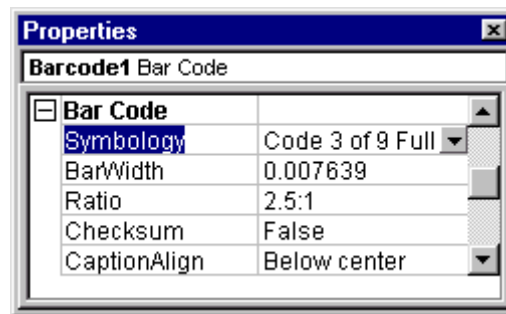 Properties
Barcode1 Bar Code
Bar Code
Symbology Code 3 of 9 Full
BarWidth 0.007639
Ratio 2.5:1
Checksum False
CaptionAlign Below center